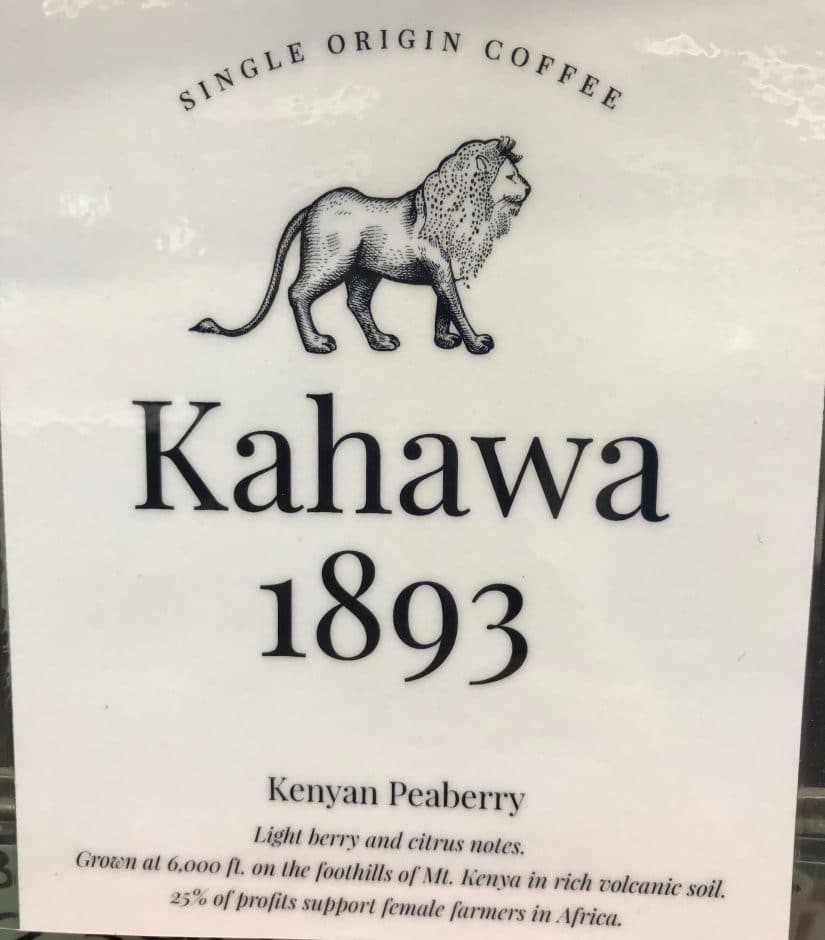 SINGLE ORIGIN COFFEE
Kahawa
1893
Kenyan Peaberry
Light berry and citrus notes.
Grown at 6,000 ft. on the foothills of Mt. Kenya in rich volcanic soil.
25% of profits support female farmers in Africa.